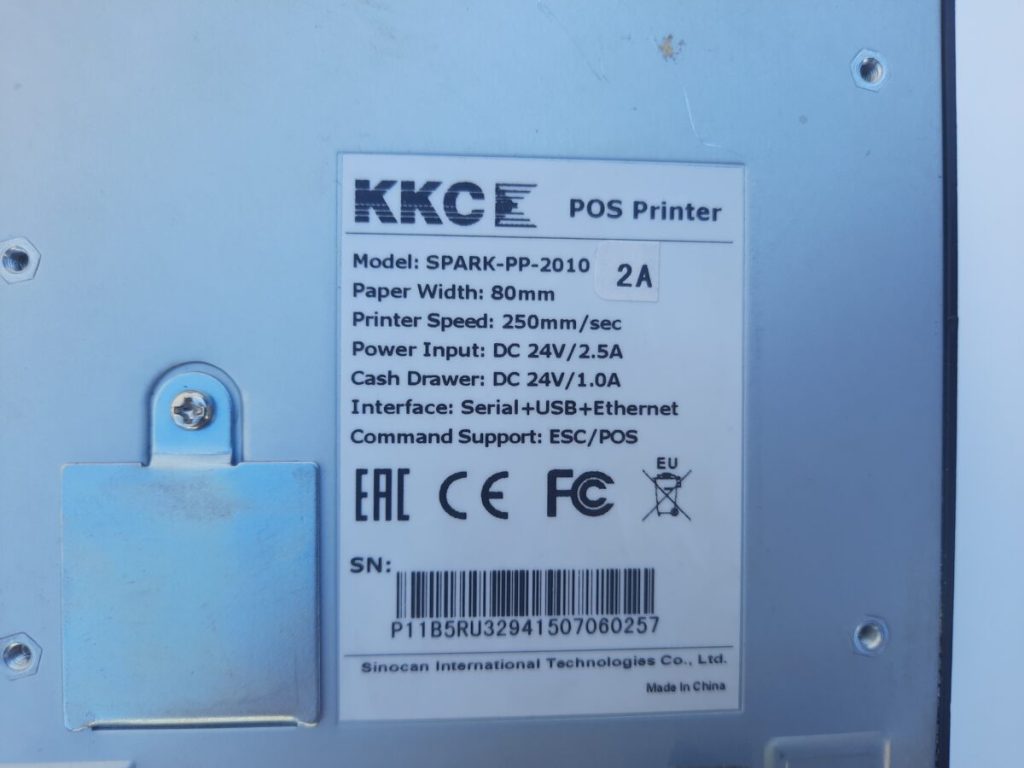 KKC E POS Printer
Model: SPARK-PP-2010 2A
Paper Width: 80mm
Printer Speed: 250mm/sec
Power Input: DC 24V/2.5A
Cash Drawer: DC 24V/1.0A
Interface: Serial+USB+Ethernet
Command Support: ESC/POS
EAC CE FC EU
SN:
P11B5RU32941507060257
Sinocan International Technologies Co., Ltd.
Made In China